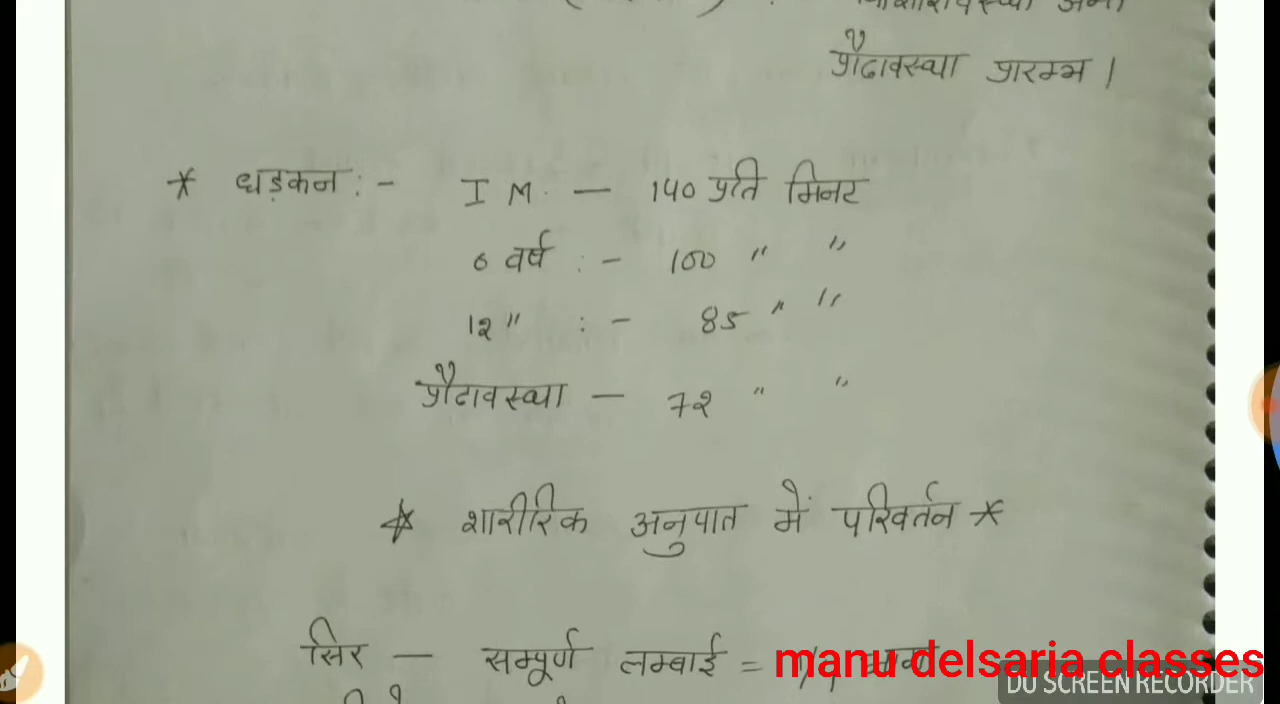 प्रौढावस्था प्रारम्भ ।
* धड़कन : - I M. — 140 प्रति मिनट
6 वर्ष : - 100 " "
12 " : - 85 " "
प्रौढावस्था — 72 " "
* शारीरिक अनुपात में परिवर्तन *
सिर — सम्पूर्ण लम्बाई =
manu delsaria classes
DU SCREEN RECORDER